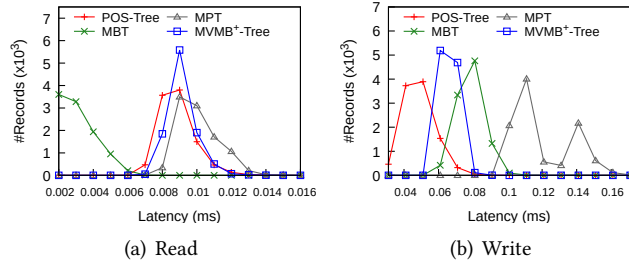 POS-Tree
MBT
MPT
MVMB+-Tree
#Records (x10³)
7
6
5
4
3
2
1
0
0.002 0.004 0.006 0.008 0.009 0.01 0.012 0.014 0.016
Latency (ms)
(a) Read
POS-Tree
MBT
MPT
MVMB+-Tree
#Records (x10³)
7
6
5
4
3
2
1
0
0.04 0.06 0.08 0.1 0.12 0.14 0.16
Latency (ms)
(b) Write